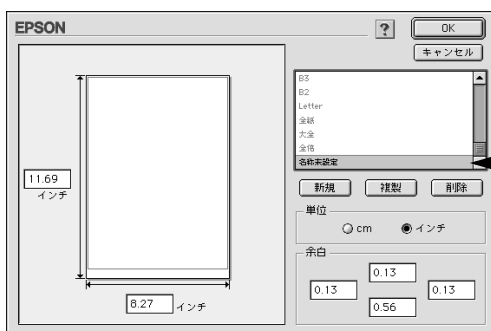 EPSON
?
OK
キャンセル
B3
B2
Letter
全紙
大全
全倍
名称未設定
新規
複製
削除
単位
cm
インチ
余白
0.13
0.13
0.13
0.56
11.69
インチ
8.27
インチ